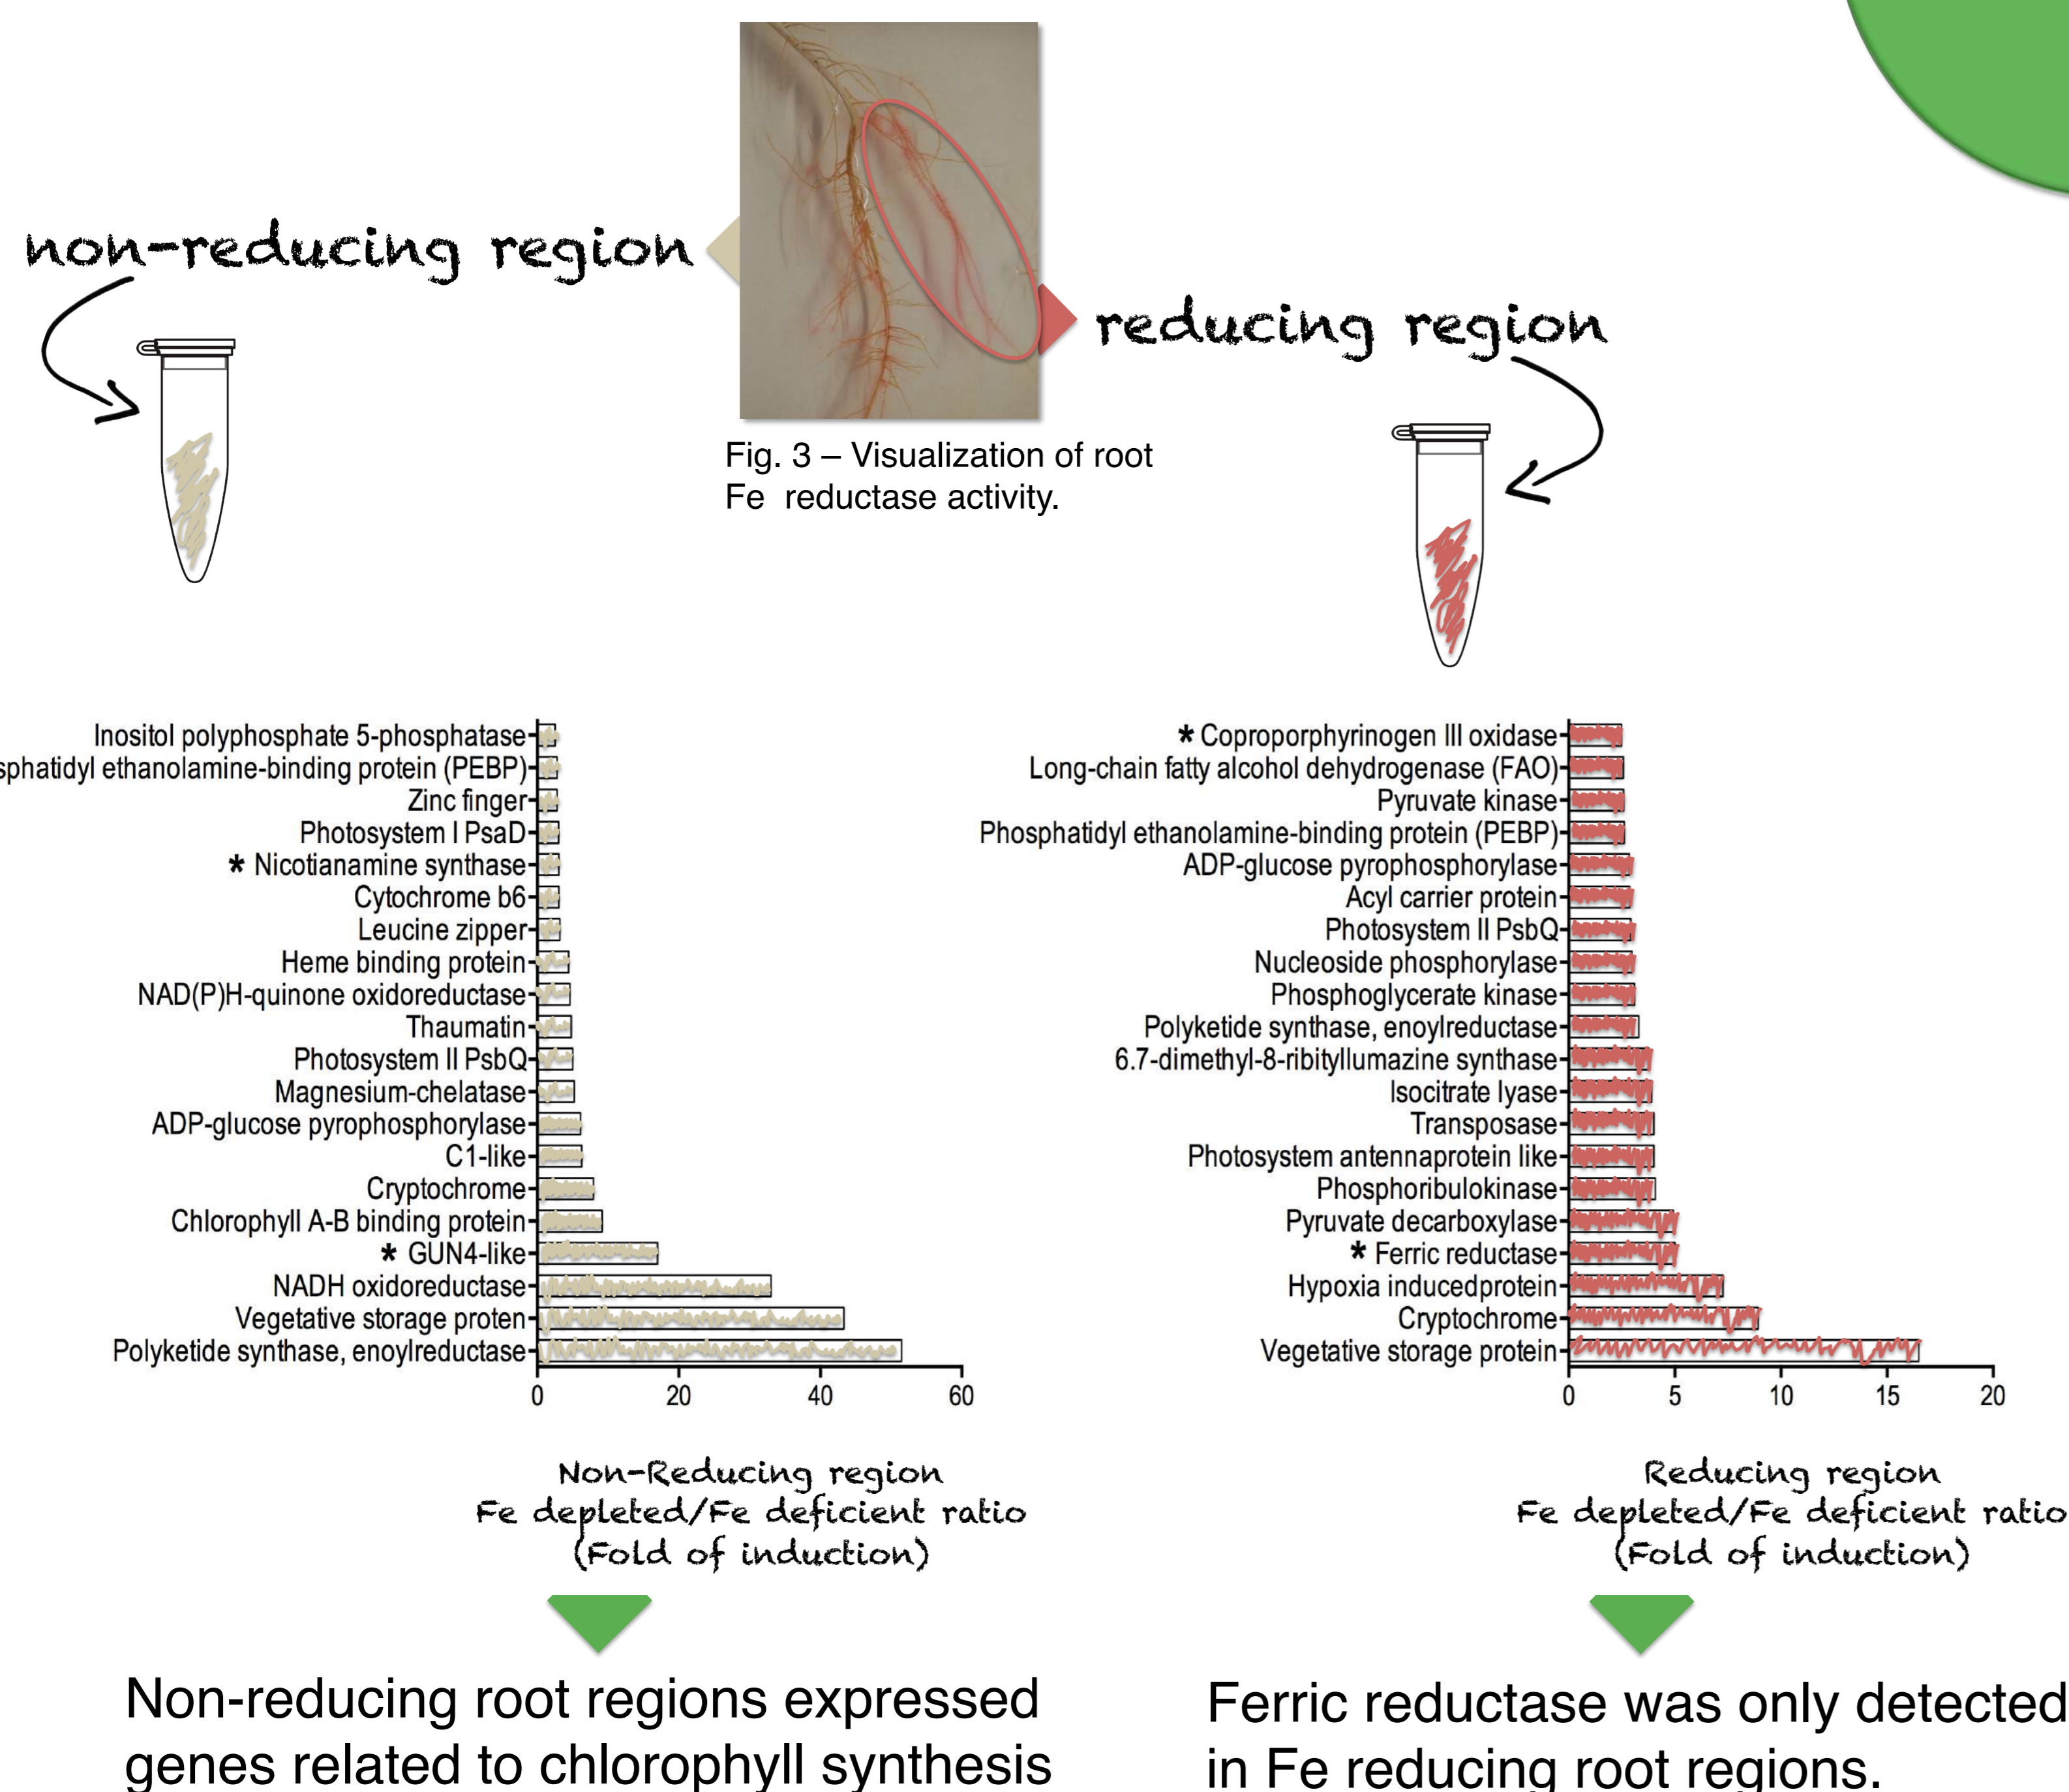 non-reducing region
reducing region
Fig. 3 – Visualization of root
Fe reductase activity.
Inositol polyphosphate 5-phosphatase
sphatidyl ethanolamine-binding protein (PEBP)
Zinc finger
Photosystem I PsaD
* Nicotianamine synthase
Cytochrome b6
Leucine zipper
Heme binding protein
NAD(P)H-quinone oxidoreductase
Thaumatin
Photosystem II PsbQ
Magnesium-chelatase
ADP-glucose pyrophosphorylase
C1-like
Cryptochrome
Chlorophyll A-B binding protein
* GUN4-like
NADH oxidoreductase
Vegetative storage proten
Polyketide synthase, enoylreductase
0 20 40 60
Non-Reducing region
Fe depleted/Fe deficient ratio
(Fold of induction)
Non-reducing root regions expressed
genes related to chlorophyll synthesis
* Coproporphyrinogen III oxidase
Long-chain fatty alcohol dehydrogenase (FAO)
Pyruvate kinase
Phosphatidyl ethanolamine-binding protein (PEBP)
ADP-glucose pyrophosphorylase
Acyl carrier protein
Photosystem II PsbQ
Nucleoside phosphorylase
Phosphoglycerate kinase
Polyketide synthase, enoylreductase
6.7-dimethyl-8-ribityllumazine synthase
Isocitrate lyase
Transposase
Photosystem antennaprotein like
Phosphoribulokinase
Pyruvate decarboxylase
* Ferric reductase
Hypoxia inducedprotein
Cryptochrome
Vegetative storage protein
0 5 10 15 20
Reducing region
Fe depleted/Fe deficient ratio
(Fold of induction)
Ferric reductase was only detected
in Fe reducing root regions.